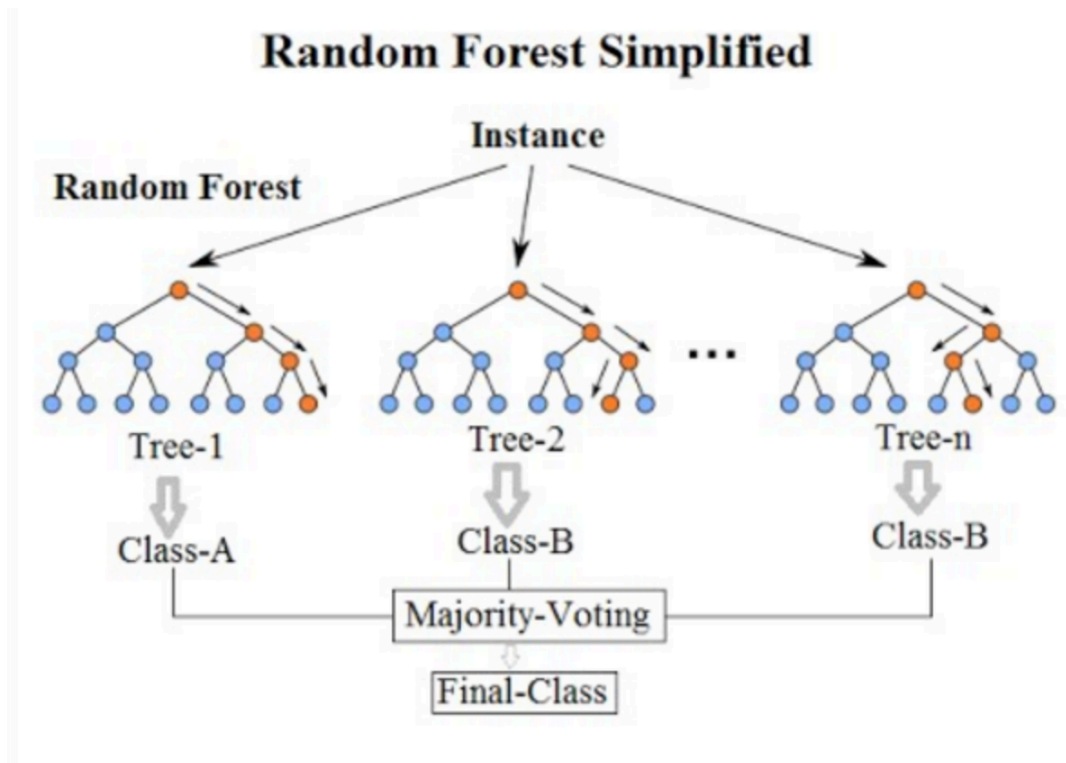 Random Forest Simplified
Instance
Random Forest
...
Tree-1
Tree-2
Tree-n
Class-A
Class-B
Class-B
Majority-Voting
Final-Class